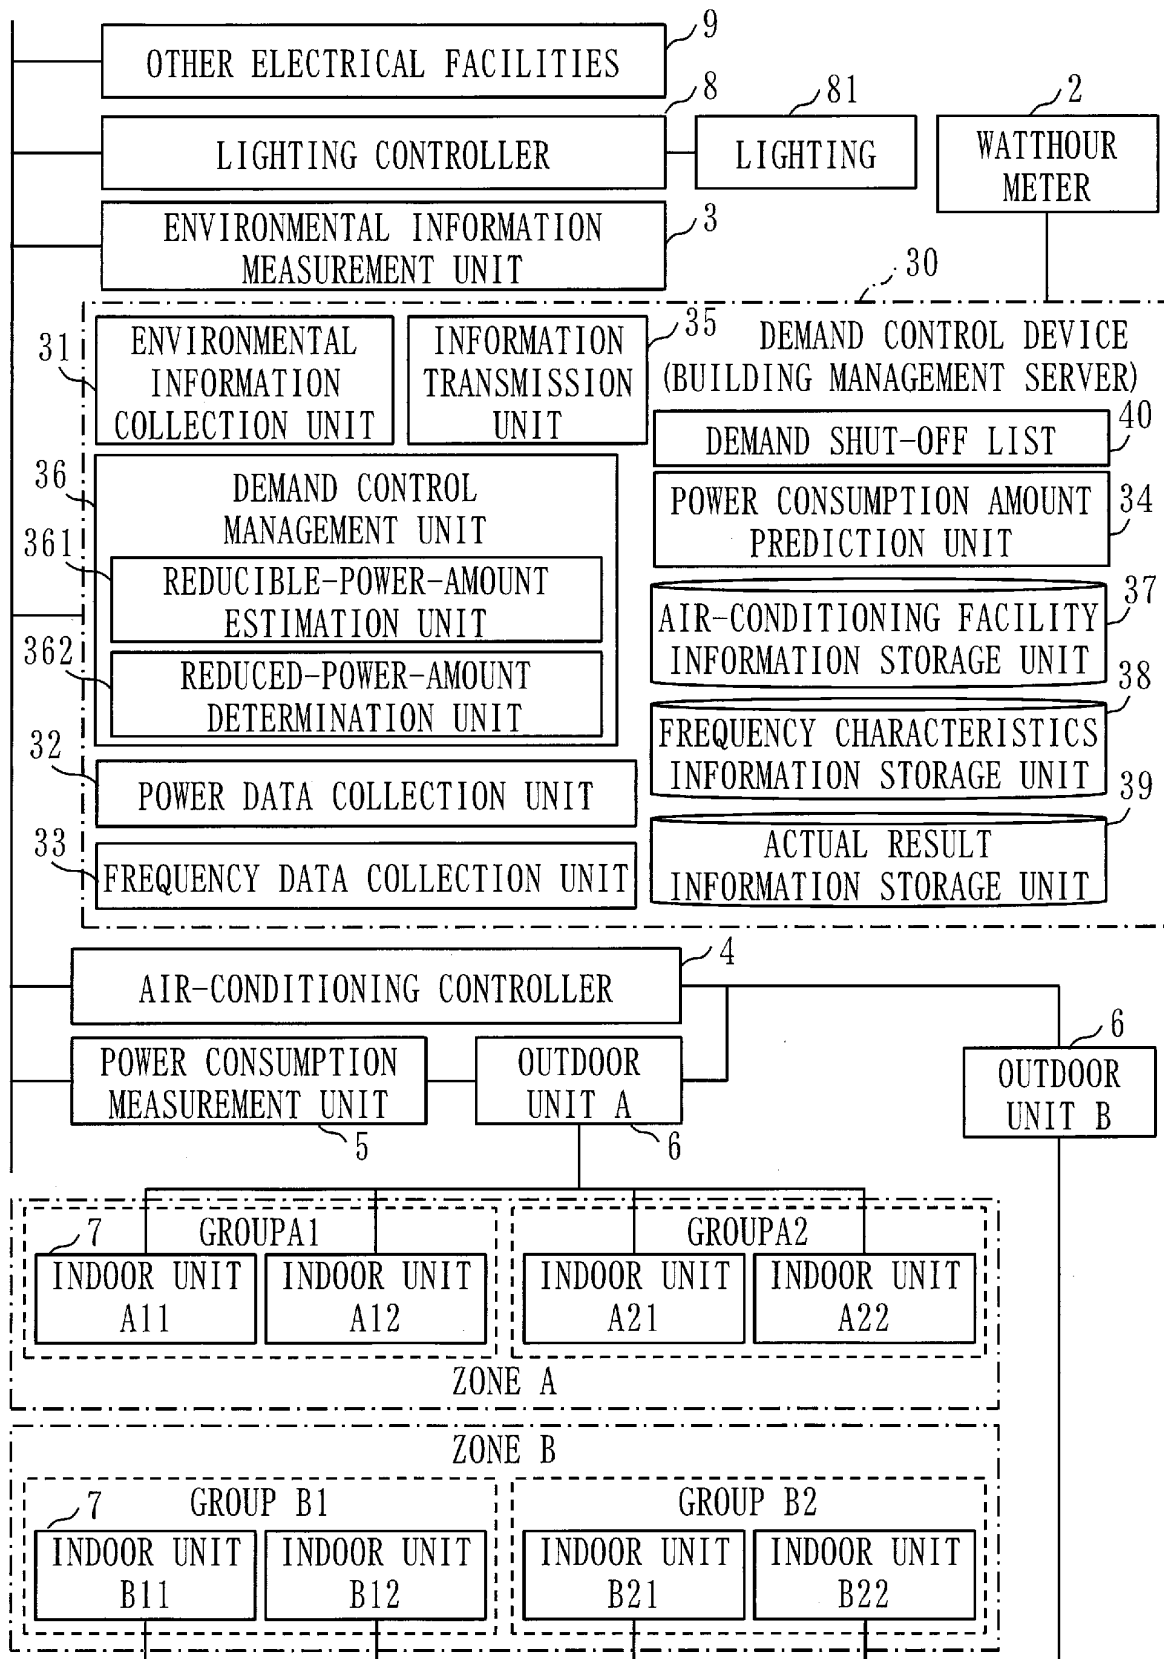 9
OTHER ELECTRICAL FACILITIES
8
81
2
LIGHTING CONTROLLER
LIGHTING
WATTHOUR
METER
3
ENVIRONMENTAL INFORMATION
MEASUREMENT UNIT
30
31
ENVIRONMENTAL
INFORMATION
COLLECTION UNIT
35
INFORMATION
TRANSMISSION
UNIT
DEMAND CONTROL DEVICE
(BUILDING MANAGEMENT SERVER)
40
DEMAND SHUT-OFF LIST
36
DEMAND CONTROL
MANAGEMENT UNIT
34
POWER CONSUMPTION AMOUNT
PREDICTION UNIT
361
REDUCIBLE-POWER-AMOUNT
ESTIMATION UNIT
37
AIR-CONDITIONING FACILITY
INFORMATION STORAGE UNIT
362
REDUCED-POWER-AMOUNT
DETERMINATION UNIT
38
FREQUENCY CHARACTERISTICS
INFORMATION STORAGE UNIT
32
POWER DATA COLLECTION UNIT
39
ACTUAL RESULT
INFORMATION STORAGE UNIT
33
FREQUENCY DATA COLLECTION UNIT
4
AIR-CONDITIONING CONTROLLER
POWER CONSUMPTION
MEASUREMENT UNIT
5
OUTDOOR
UNIT A
6
6
OUTDOOR
UNIT B
7
GROUPA1
GROUPA2
INDOOR UNIT
A11
INDOOR UNIT
A12
INDOOR UNIT
A21
INDOOR UNIT
A22
ZONE A
ZONE B
7
GROUP B1
GROUP B2
INDOOR UNIT
B11
INDOOR UNIT
B12
INDOOR UNIT
B21
INDOOR UNIT
B22